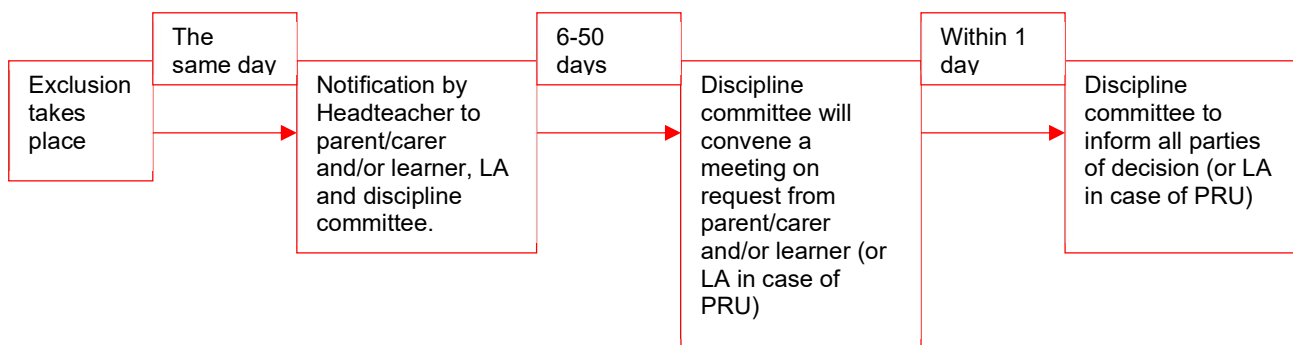 Exclusion
takes
place
The
same day
Notification by
Headteacher to
parent/carer
and/or learner, LA
and discipline
committee.
6-50
days
Discipline
committee will
convene a
meeting on
request from
parent/carer
and/or learner (or
LA in case of
PRU)
Within 1
day
Discipline
committee to
inform all parties
of decision (or LA
in case of PRU)